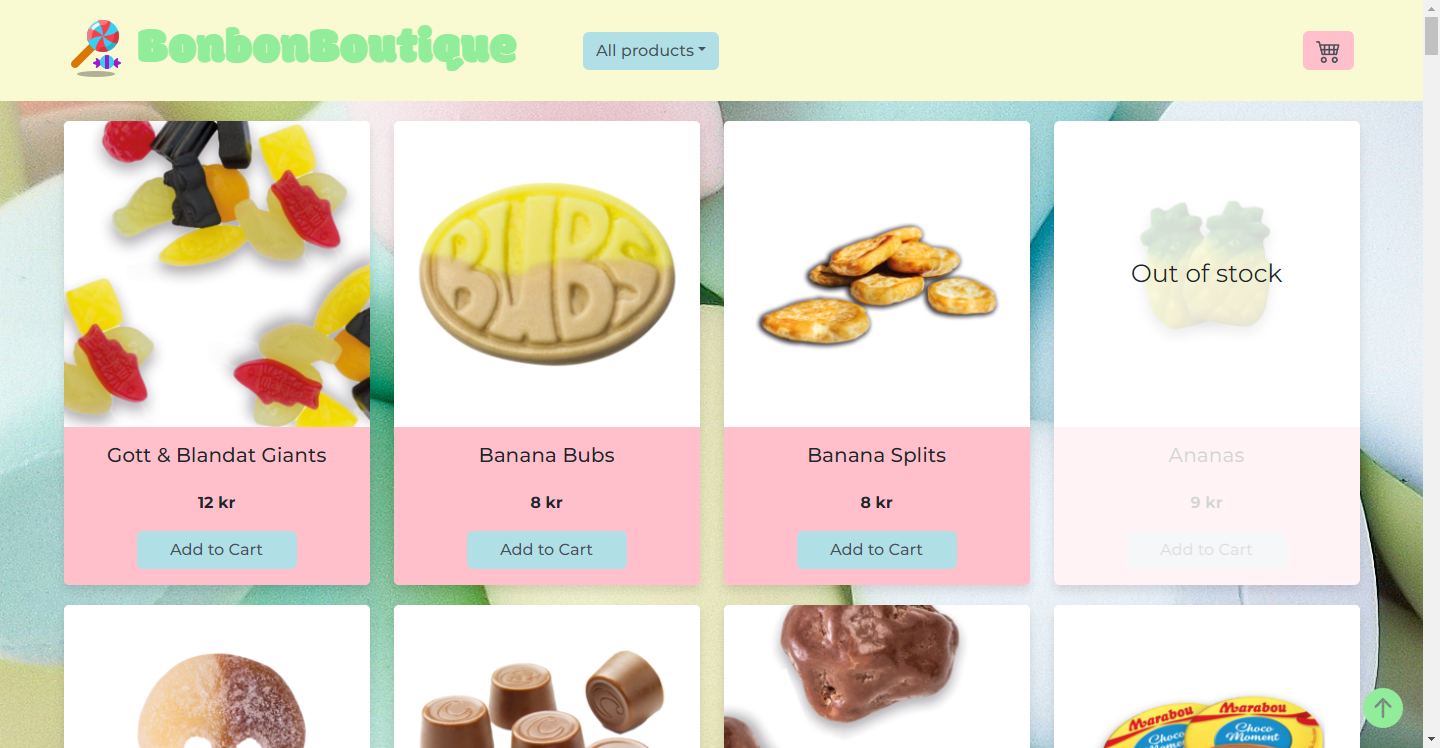 BonbonBoutique
All products
BUBS
BUBS
Out of stock
Gott & Blandat Giants
Banana Bubs
Banana Splits
Ananas
12 kr
8 kr
8 kr
9 kr
Add to Cart
Add to Cart
Add to Cart
Add to Cart
C
C
C
C
Marabou
Marabou
Choco
Moment
Choco
Moment